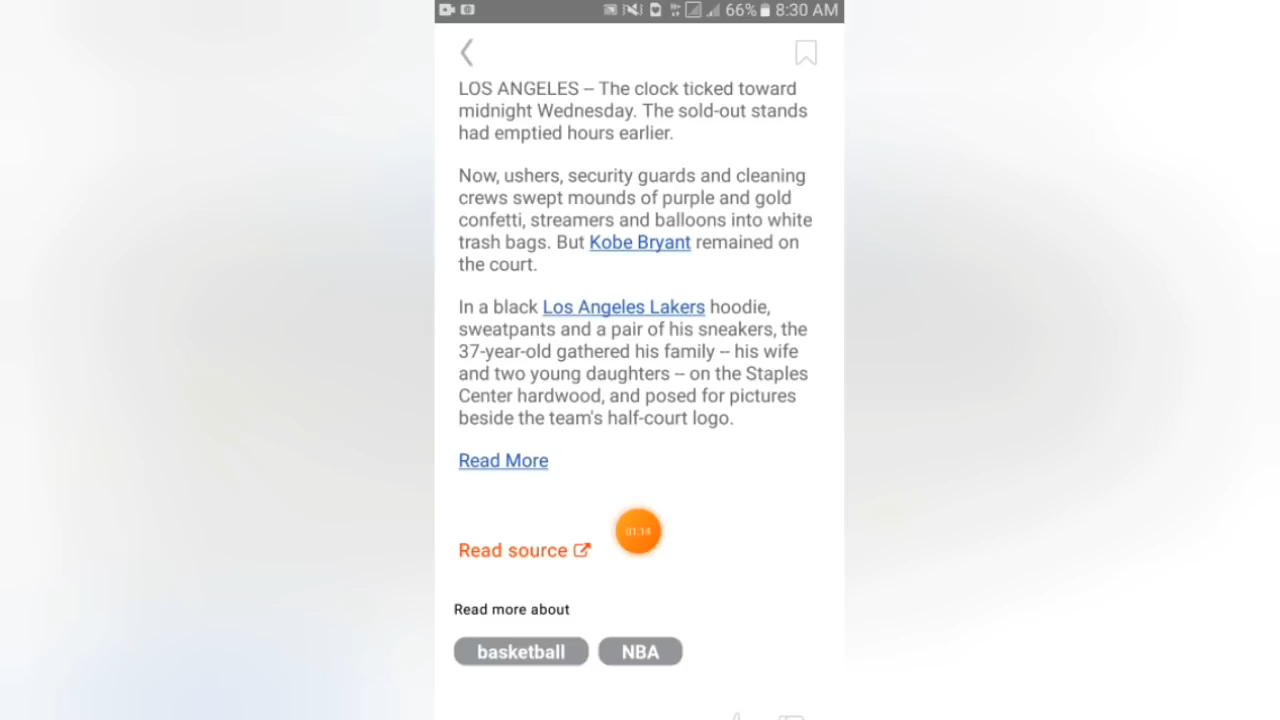 66% 8:30 AM
LOS ANGELES -- The clock ticked toward
midnight Wednesday. The sold-out stands
had emptied hours earlier.
Now, ushers, security guards and cleaning
crews swept mounds of purple and gold
confetti, streamers and balloons into white
trash bags. But Kobe Bryant remained on
the court.
In a black Los Angeles Lakers hoodie,
sweatpants and a pair of his sneakers, the
37-year-old gathered his family -- his wife
and two young daughters -- on the Staples
Center hardwood, and posed for pictures
beside the team's half-court logo.
Read More
01:14
Read source
Read more about
basketball NBA